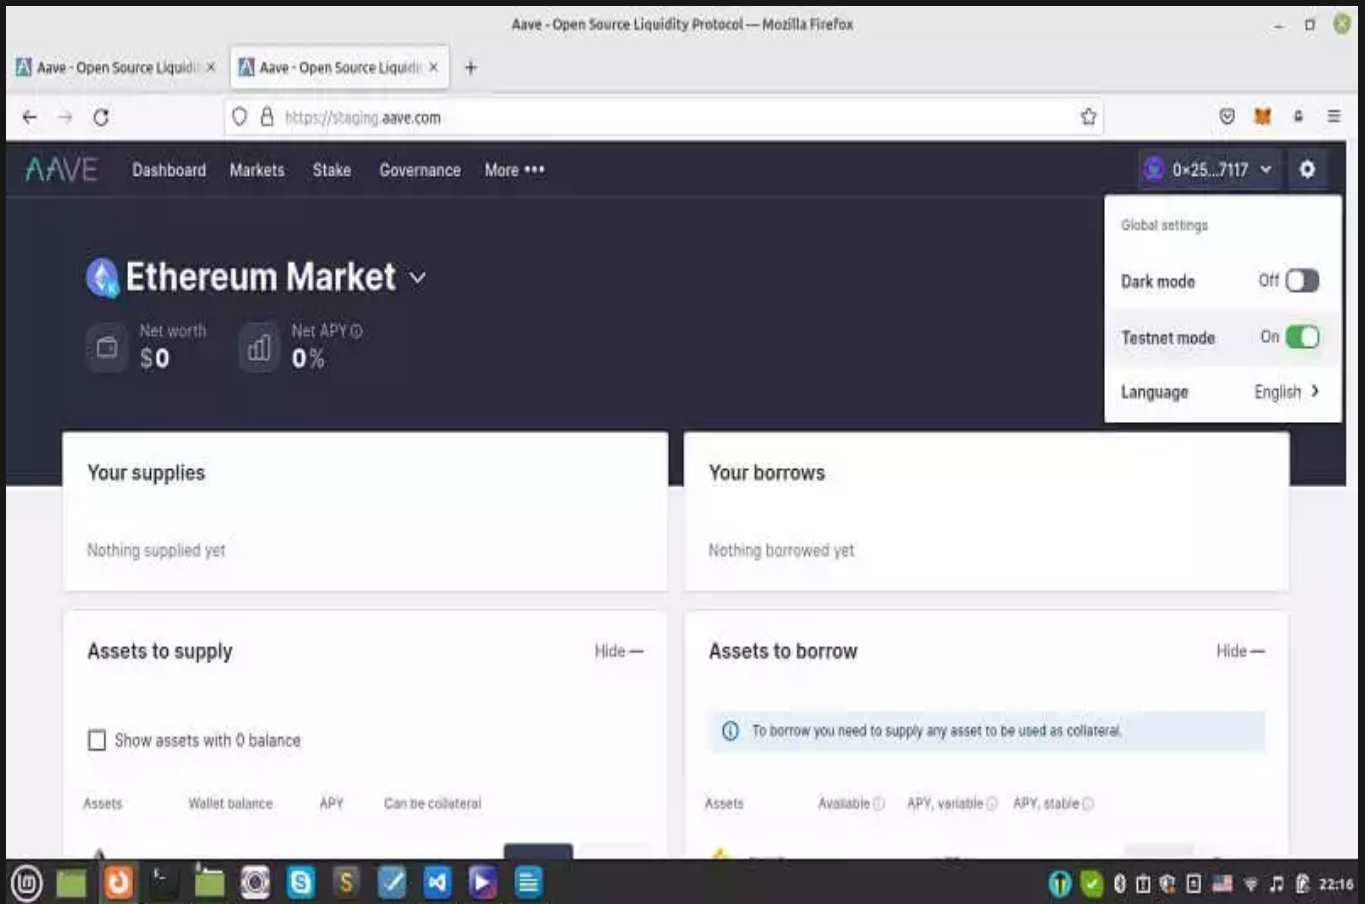 Aave - Open Source Liquidity Protocol — Mozilla Firefox
Aave - Open Source Liquidi
Aave - Open Source Liquidi
https://staging.aave.com
AAVE
Dashboard
Markets
Stake
Governance
More •••
0×25...7117
Global settings
Dark mode Off
Testnet mode On
Language English
Ethereum Market
Net worth
$0
Net APY
0%
Your supplies
Nothing supplied yet
Your borrows
Nothing borrowed yet
Assets to supply
Hide —
Show assets with 0 balance
Assets Wallet balance APY Can be collateral
Assets to borrow
Hide —
To borrow you need to supply any asset to be used as collateral.
Assets Available APY, variable APY, stable
22:16